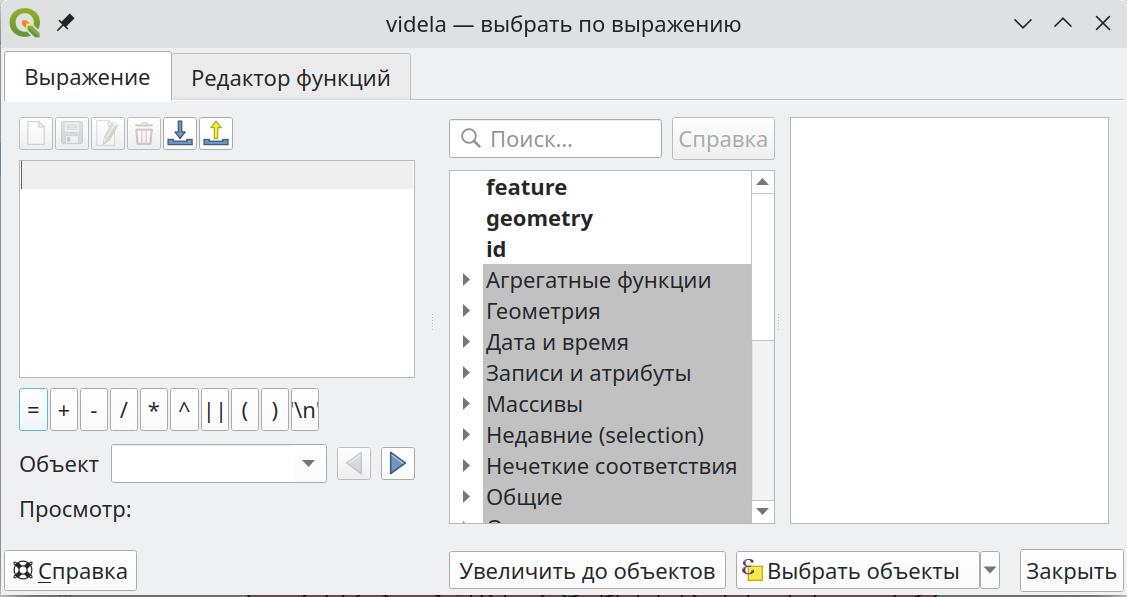 videla — выбрать по выражению
Выражение
Редактор функций
Поиск...
Справка
feature
geometry
id
Агрегатные функции
Геометрия
Дата и время
Записи и атрибуты
Массивы
Недавние (selection)
Нечеткие соответствия
Общие
= + - / * ^ || ( ) '\n'
Объект
Просмотр:
Справка
Увеличить до объектов
ε Выбрать объекты
Закрыть